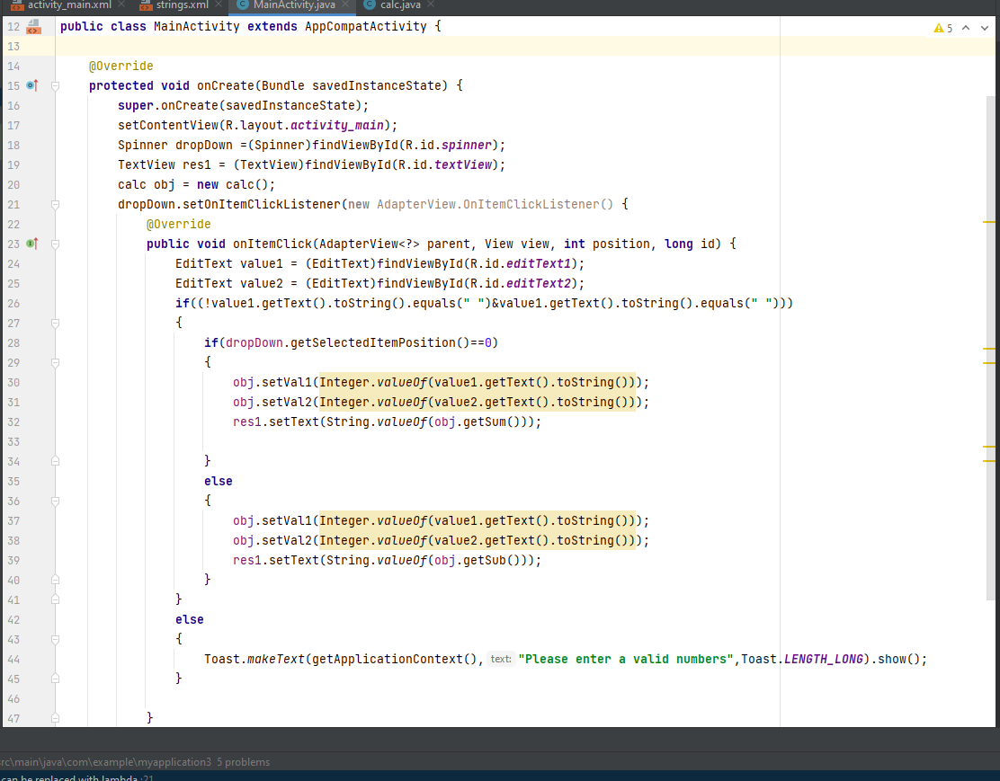 activity_main.xml × strings.xml × MainActivity.java × calc.java ×
12 public class MainActivity extends AppCompatActivity { 5
13
14 @Override
15 protected void onCreate(Bundle savedInstanceState) {
16 super.onCreate(savedInstanceState);
17 setContentView(R.layout.activity_main);
18 Spinner dropDown =(Spinner)findViewById(R.id.spinner);
19 TextView res1 = (TextView)findViewById(R.id.textView);
20 calc obj = new calc();
21 dropDown.setOnItemClickListener(new AdapterView.OnItemClickListener() {
22 @Override
23 public void onItemClick(AdapterView<?> parent, View view, int position, long id) {
24 EditText value1 = (EditText)findViewById(R.id.editText1);
25 EditText value2 = (EditText)findViewById(R.id.editText2);
26 if((!value1.getText().toString().equals(" ")&value1.getText().toString().equals(" ")))
27 {
28 if(dropDown.getSelectedItemPosition()==0)
29 {
30 obj.setVal1(Integer.valueOf(value1.getText().toString()));
31 obj.setVal2(Integer.valueOf(value2.getText().toString()));
32 res1.setText(String.valueOf(obj.getSum()));
33
34 }
35 else
36 {
37 obj.setVal1(Integer.valueOf(value1.getText().toString()));
38 obj.setVal2(Integer.valueOf(value2.getText().toString()));
39 res1.setText(String.valueOf(obj.getSub()));
40 }
41 }
42 else
43 {
44 Toast.makeText(getApplicationContext(), text: "Please enter a valid numbers",Toast.LENGTH_LONG).show();
45 }
46
47 }
rc\main\java\com\example\myapplication3 5 problems
can be replaced with lambda :21